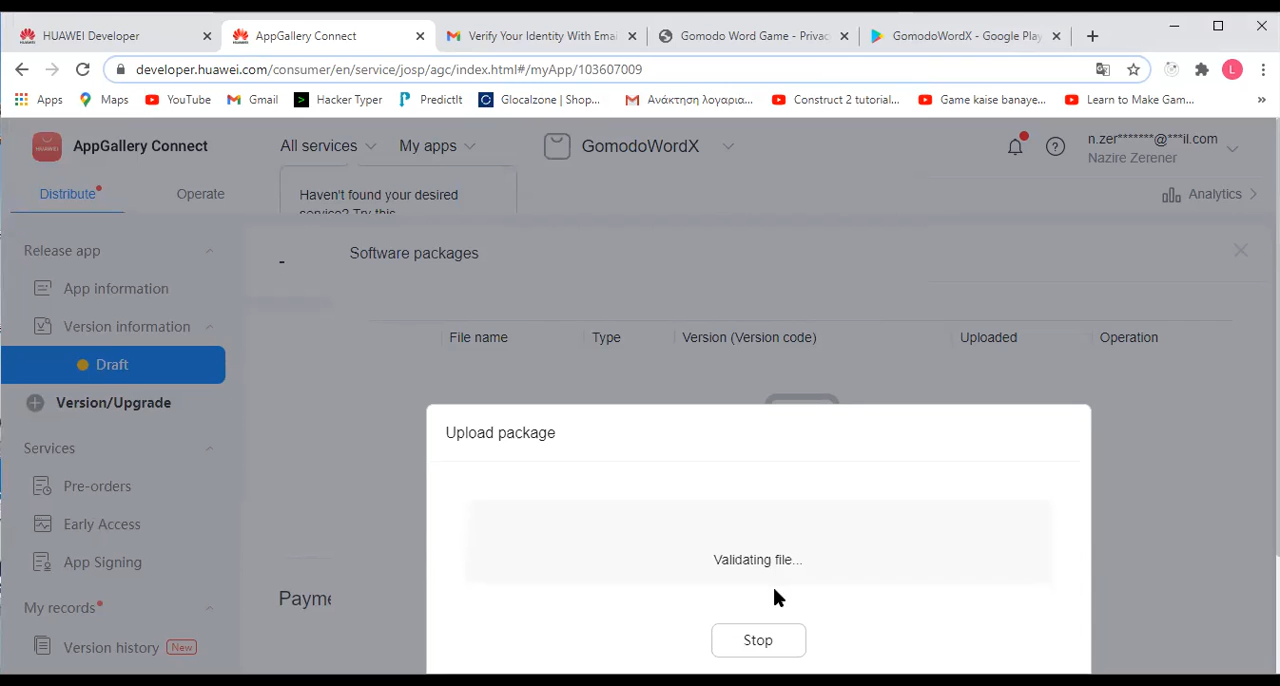 HUAWEI Developer
AppGallery Connect
Verify Your Identity With Emai
Gomodo Word Game - Privac
GomodoWordX - Google Play
developer.huawei.com/consumer/en/service/josp/agc/index.html#/myApp/103607009
L
Apps
Maps
YouTube
Gmail
Hacker Typer
PredictIt
Glocalzone | Shop...
Ανάκτηση λογαρια...
Construct 2 tutorial...
Game kaise banaye...
Learn to Make Gam...
»
HUAWEI
AppGallery Connect
All services
My apps
GomodoWordX
n.zer*******@***il.com
Nazire Zerener
Distribute
Operate
Haven't found your desired
service? Try this
Analytics
Release app
-
Software packages
App information
Version information
File name
Type
Version (Version code)
Uploaded
Operation
Draft
Version/Upgrade
Upload package
Services
Pre-orders
Early Access
Validating file...
App Signing
Payme
My records
Stop
Version history
New